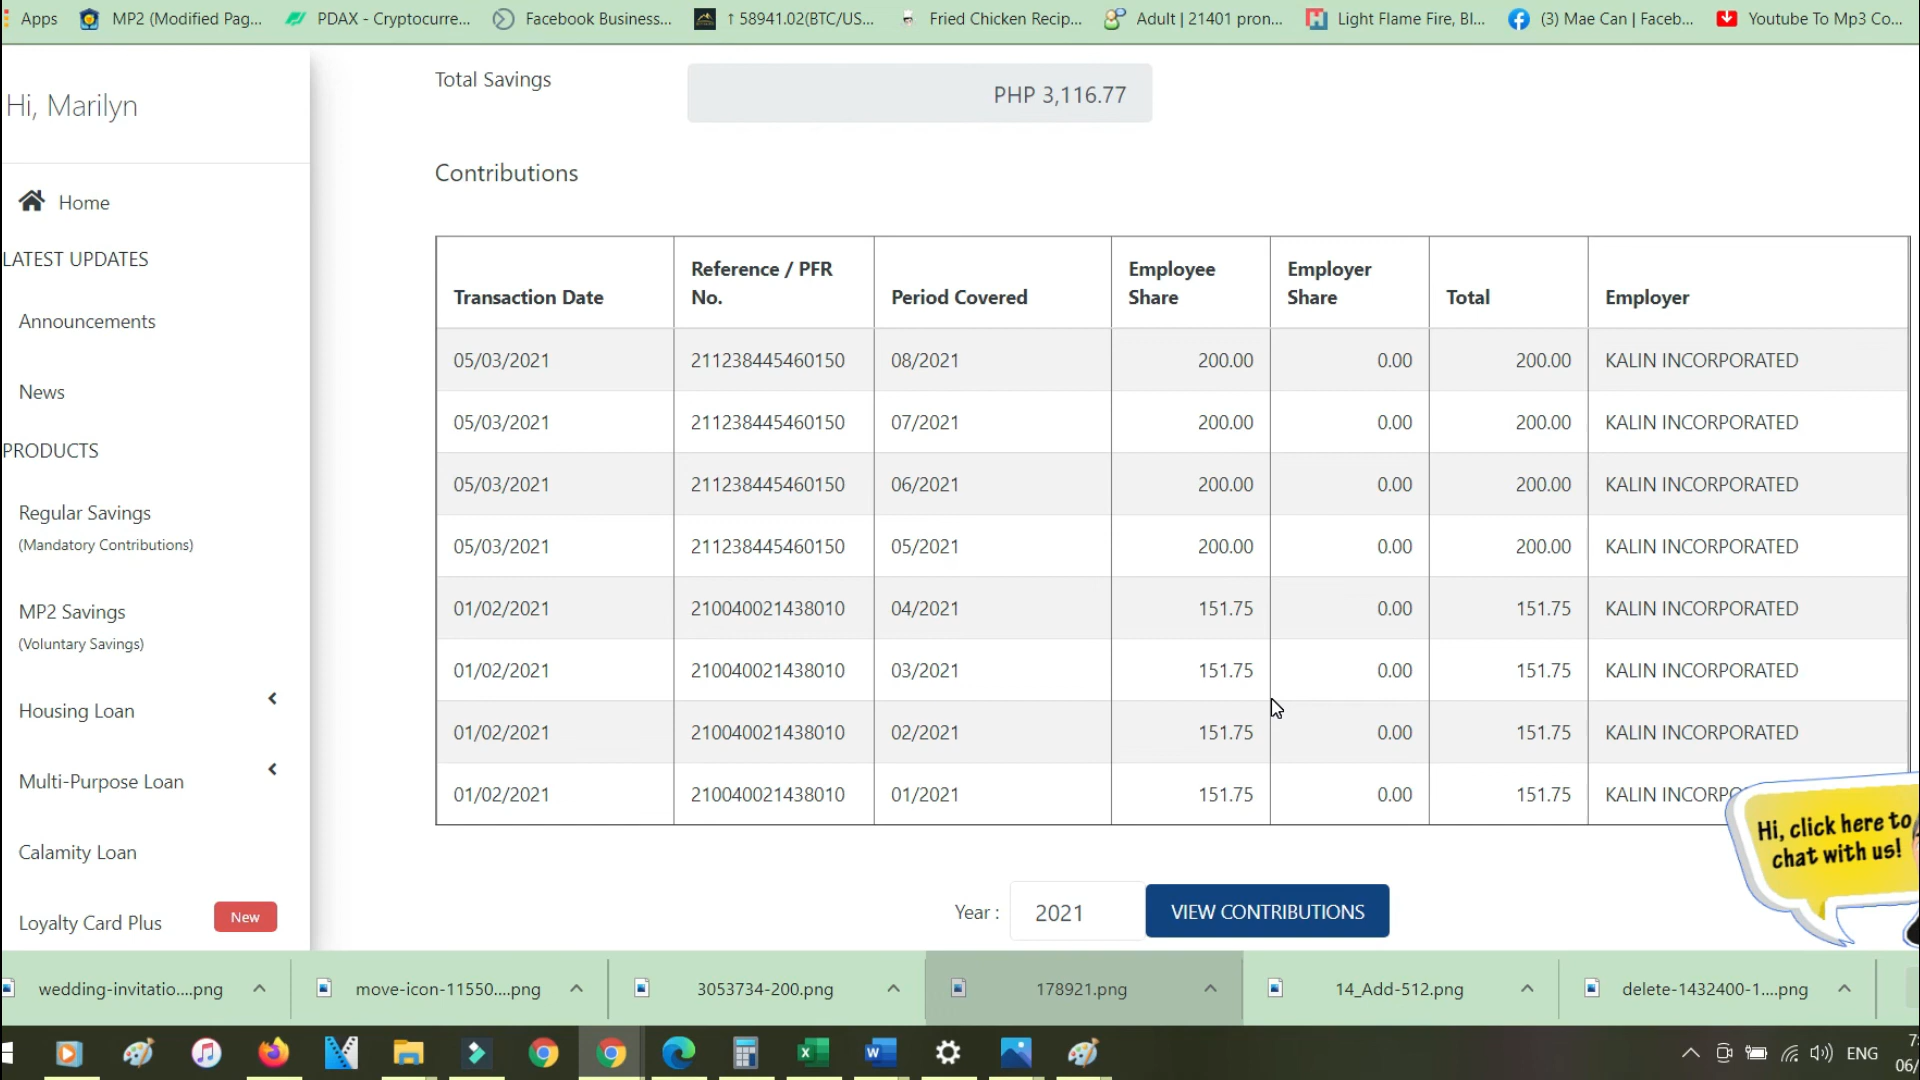 Apps MP2 (Modified Pag... PDAX - Cryptocurre... Facebook Business... ↑ 58941.02(BTC/US... Fried Chicken Recip... Adult | 21401 pron... Light Flame Fire, Bl... (3) Mae Can | Faceb... Youtube To Mp3 Co...
Hi, Marilyn
Home
LATEST UPDATES
Announcements
News
PRODUCTS
Regular Savings
(Mandatory Contributions)
MP2 Savings
(Voluntary Savings)
Housing Loan
Multi-Purpose Loan
Calamity Loan
Loyalty Card Plus New
Total Savings PHP 3,116.77
Contributions
Transaction Date Reference / PFR No. Period Covered Employee Share Employer Share Total Employer
05/03/2021 211238445460150 08/2021 200.00 0.00 200.00 KALIN INCORPORATED
05/03/2021 211238445460150 07/2021 200.00 0.00 200.00 KALIN INCORPORATED
05/03/2021 211238445460150 06/2021 200.00 0.00 200.00 KALIN INCORPORATED
05/03/2021 211238445460150 05/2021 200.00 0.00 200.00 KALIN INCORPORATED
01/02/2021 210040021438010 04/2021 151.75 0.00 151.75 KALIN INCORPORATED
01/02/2021 210040021438010 03/2021 151.75 0.00 151.75 KALIN INCORPORATED
01/02/2021 210040021438010 02/2021 151.75 0.00 151.75 KALIN INCORPORATED
01/02/2021 210040021438010 01/2021 151.75 0.00 151.75 KALIN
Hi, click here to
chat with us!
Year : 2021 VIEW CONTRIBUTIONS
wedding-invitatio....png move-icon-11550....png 3053734-200.png 178921.png 14_Add-512.png delete-1432400-1....png
ENG